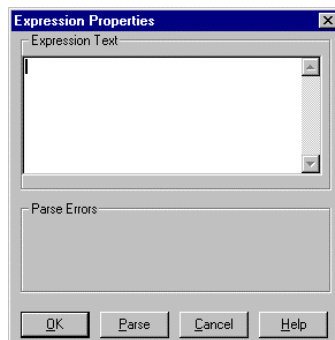 Expression Properties
Expression Text
Parse Errors
OK Parse Cancel Help